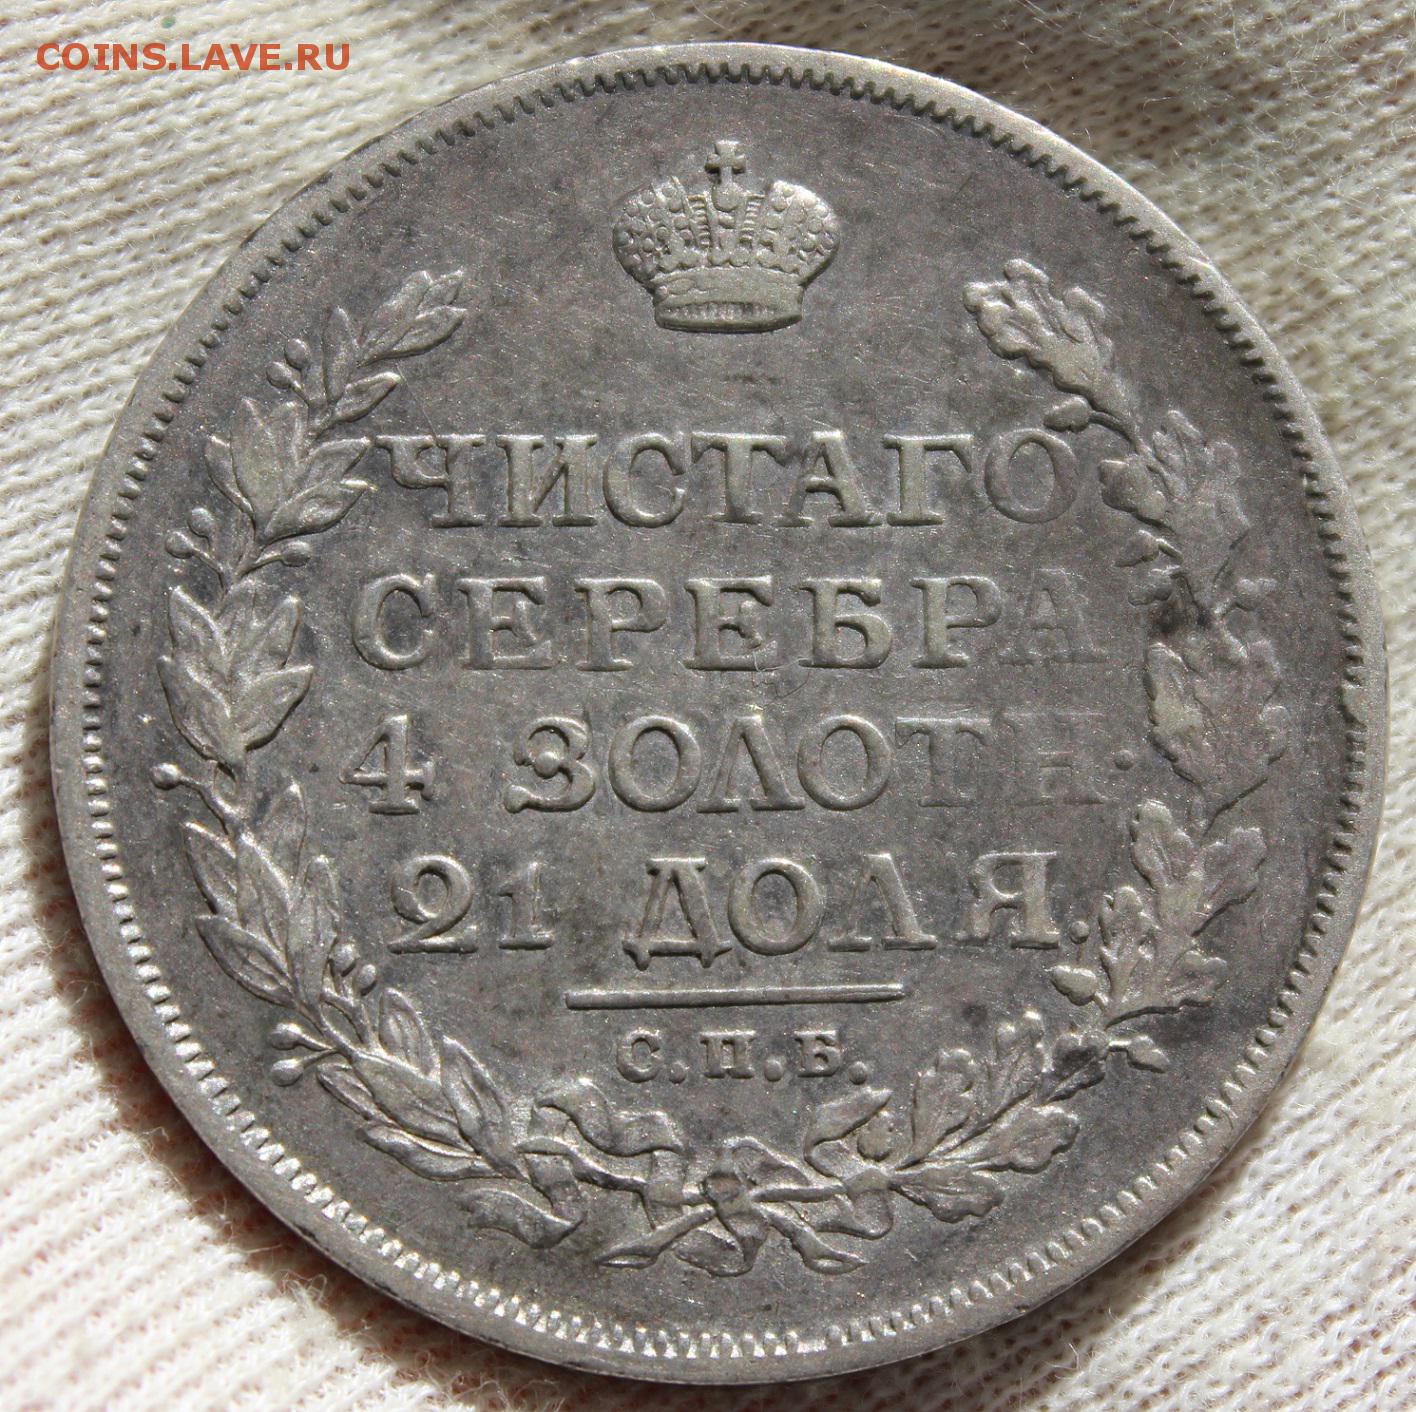 COINS.LAVE.RU
ЧИСТАГО
СЕРЕБРА
4 ЗОЛОТН.
21 ДОЛЯ.
С.П.Б.